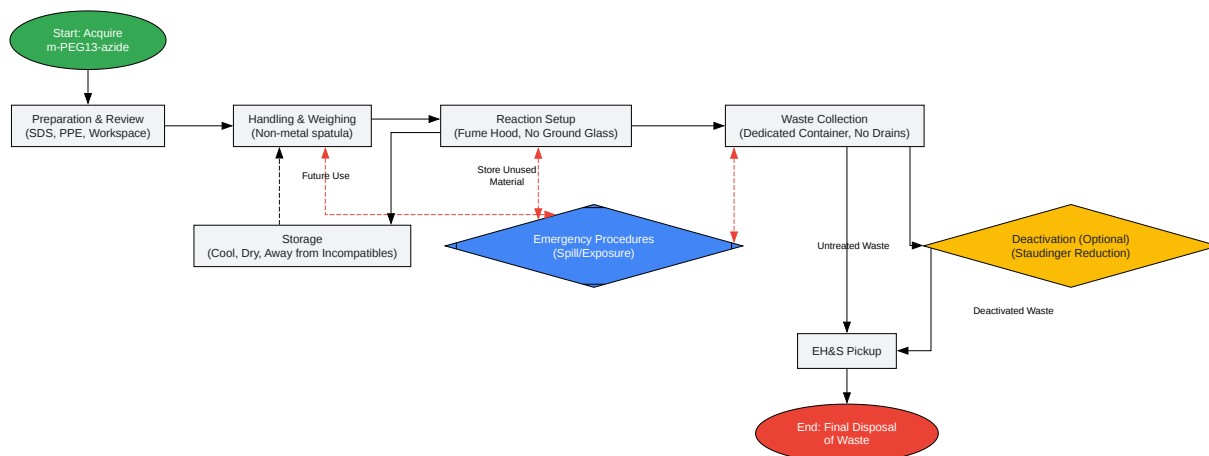 Start: Acquire
m-PEG13-azide
Preparation & Review
(SDS, PPE, Workspace)
Handling & Weighing
(Non-metal spatula)
Reaction Setup
(Fume Hood, No Ground Glass)
Waste Collection
(Dedicated Container, No Drains)
Future Use
Store Unused
Material
Storage
(Cool, Dry, Away from Incompatibles)
Emergency Procedures
(Spill/Exposure)
Untreated Waste
Deactivation (Optional)
(Staudinger Reduction)
Deactivated Waste
EH&S Pickup
End: Final Disposal
of Waste